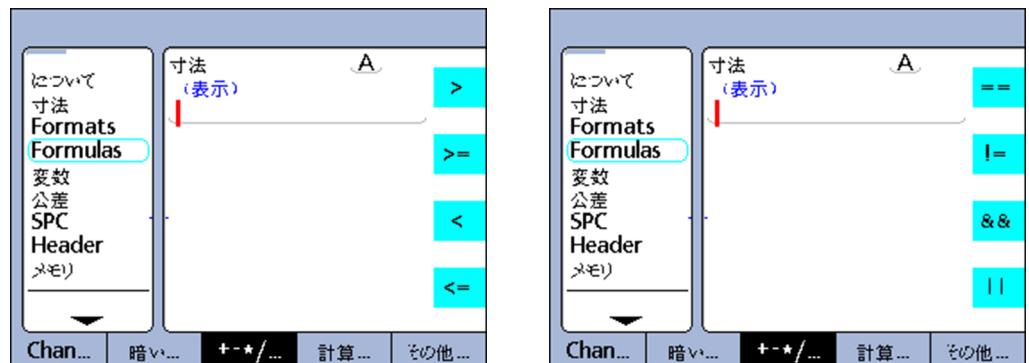 について
寸法
Formats
Formulas
変数
公差
SPC
Header
メモリ
寸法 A
(表示)
>
>=
<
<=
Chan... 暗い... +-*/... 計算... その他...
について
寸法
Formats
Formulas
変数
公差
SPC
Header
メモリ
寸法 A
(表示)
==
!=
&&
||
Chan... 暗い... +-*/... 計算... その他...